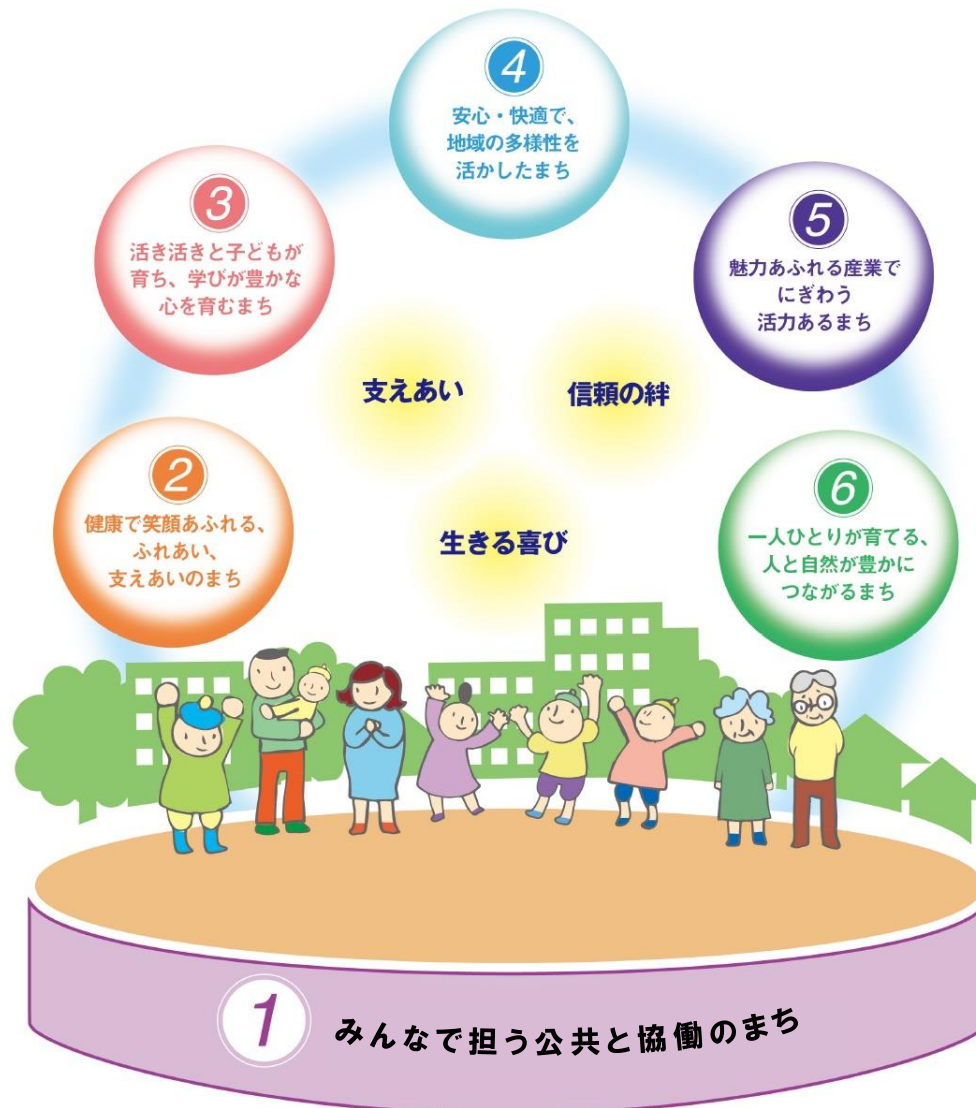 4
安心・快適で、
地域の多様性を
活かしたまち
3
活き活きと子どもが
育ち、学びが豊かな
心を育むまち
5
魅力あふれる産業で
にぎわう
活力あるまち
支えあい
信頼の絆
2
健康で笑顔あふれる、
ふれあい、
支えあいのまち
生きる喜び
6
一人ひとりが育てる、
人と自然が豊かに
つながるまち
1 みんなで担う公共と協働のまち